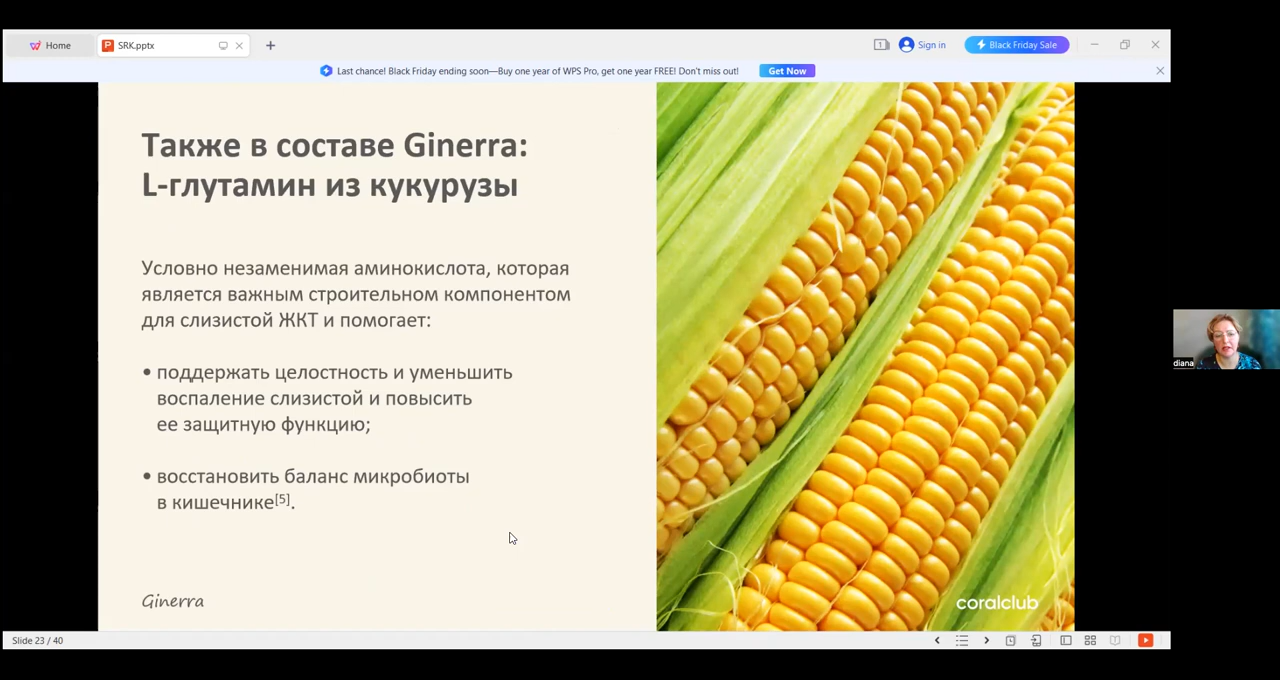 Home
SRK.pptx
1
Sign in
Black Friday Sale
Last chance! Black Friday ending soon—Buy one year of WPS Pro, get one year FREE! Don't miss out!
Get Now
Также в составе Ginerra:
L-глутамин из кукурузы
Условно незаменимая аминокислота, которая
является важным строительном компонентом
для слизистой ЖКТ и помогает:
• поддержать целостность и уменьшить
воспаление слизистой и повысить
ее защитную функцию;
• восстановить баланс микробиоты
в кишечнике[5].
Ginerra
coralclub
diana
Slide 23 / 40